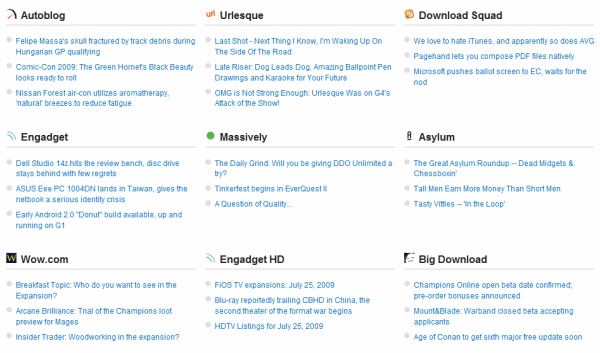 Autoblog
Felipe Massa's skull fractured by track debris during
Hungarian GP qualifying
Comic-Con 2009: The Green Hornet's Black Beauty
looks ready to roll
Nissan Forest air-con utilizes aromatherapy,
'natural' breezes to reduce fatigue
Urlesque
Last Shot - Next Thing I Know, I'm Waking Up On
The Side Of The Road
Late Riser: Dog Leads Dog, Amazing Ballpoint Pen
Drawings and Karaoke for Your Future
OMG is Not Strong Enough: Urlesque Was on G4's
Attack of the Show!
Download Squad
We love to hate iTunes, and apparently so does AVG
Pagehand lets you compose PDF files natively
Microsoft pushes ballot screen to EC, waits for the
nod
Engadget
Dell Studio 14z hits the review bench, disc drive
stays behind with few regrets
ASUS Eee PC 1004DN lands in Taiwan, gives the
netbook a serious identity crisis
Early Android 2.0 "Donut" build available, up and
running on G1
Massively
The Daily Grind: Will you be giving DDO Unlimited a
try?
Tinkerfest begins in EverQuest II
A Question of Quality...
Asylum
The Great Asylum Roundup -- Dead Midgets &
Chessboxin'
Tall Men Earn More Money Than Short Men
Tasty Vittles -- 'In the Loop'
Wow.com
Breakfast Topic: Who do you want to see in the
Expansion?
Arcane Brilliance: Trial of the Champions loot
preview for Mages
Insider Trader: Woodworking in the expansion?
Engadget HD
FiOS TV expansions: July 25, 2009
Blu-ray reportedly trailing CBHD in China, the
second theater of the format war begins
HDTV Listings for July 25, 2009
Big Download
Champions Online open beta date confirmed;
pre-order bonuses announced
Mount&Blade: Warband closed beta accepting
applicants
Age of Conan to get sixth major free update soon